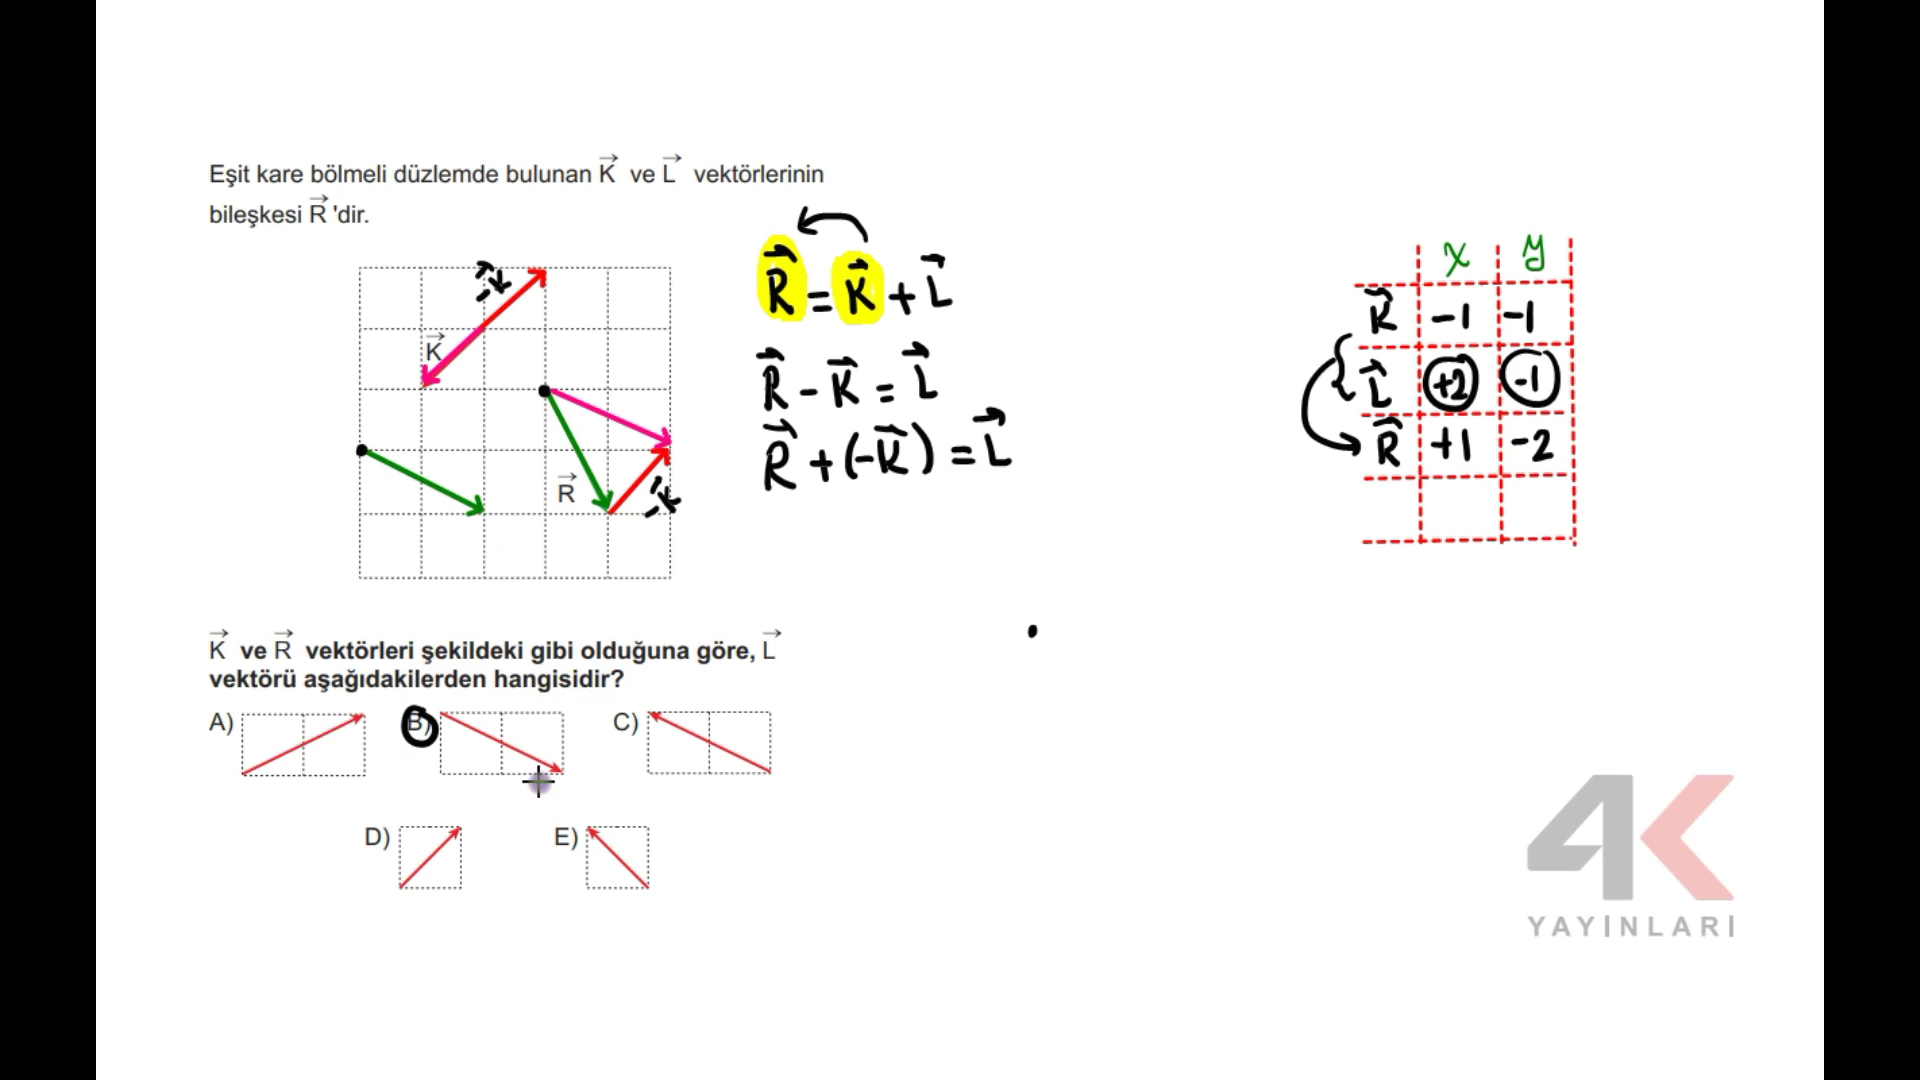 Eşit kare bölmeli düzlemde bulunan K ve L vektörlerinin
bileşkesi R 'dir.
-K
K
R
-K
R = K + L
R - K = L
R + (-K) = L
x y
K -1 -1
L +2 -1
R +1 -2
K ve R vektörleri şekildeki gibi olduğuna göre, L
vektörü aşağıdakilerden hangisidir?
A) B) C)
D) E)
4K
YAYINLARI